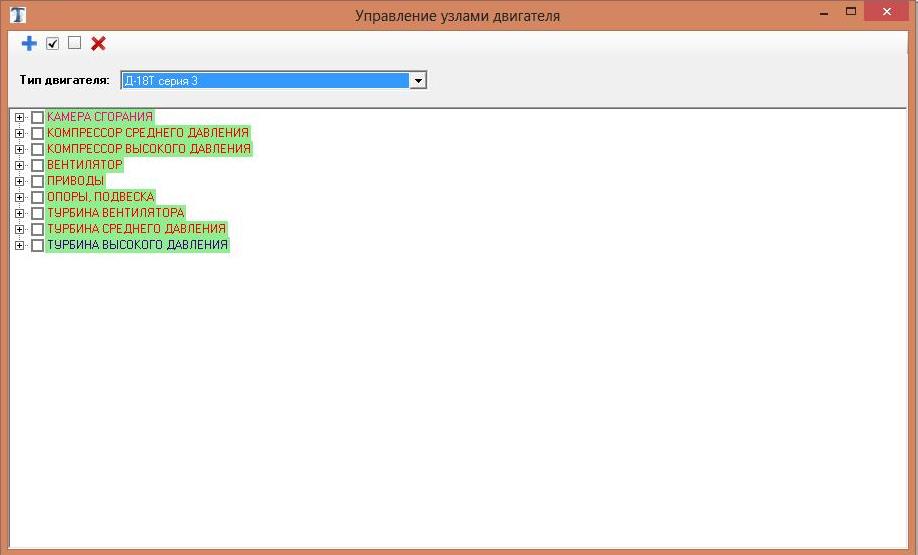 Управление узлами двигателя
Тип двигателя: Д-18Т серия 3
КАМЕРА СГОРАНИЯ
КОМПРЕССОР СРЕДНЕГО ДАВЛЕНИЯ
КОМПРЕССОР ВЫСОКОГО ДАВЛЕНИЯ
ВЕНТИЛЯТОР
ПРИВОДЫ
ОПОРЫ, ПОДВЕСКА
ТУРБИНА ВЕНТИЛЯТОРА
ТУРБИНА СРЕДНЕГО ДАВЛЕНИЯ
ТУРБИНА ВЫСОКОГО ДАВЛЕНИЯ